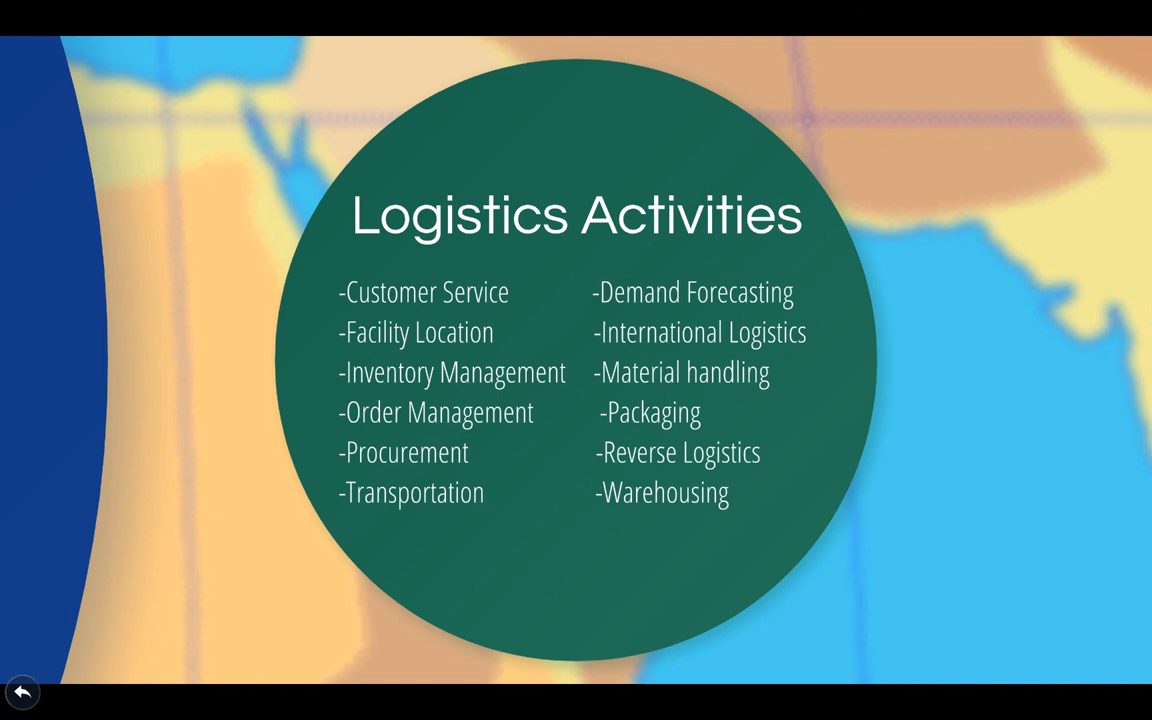 Logistics Activities
-Customer Service -Demand Forecasting
-Facility Location -International Logistics
-Inventory Management -Material handling
-Order Management -Packaging
-Procurement -Reverse Logistics
-Transportation -Warehousing